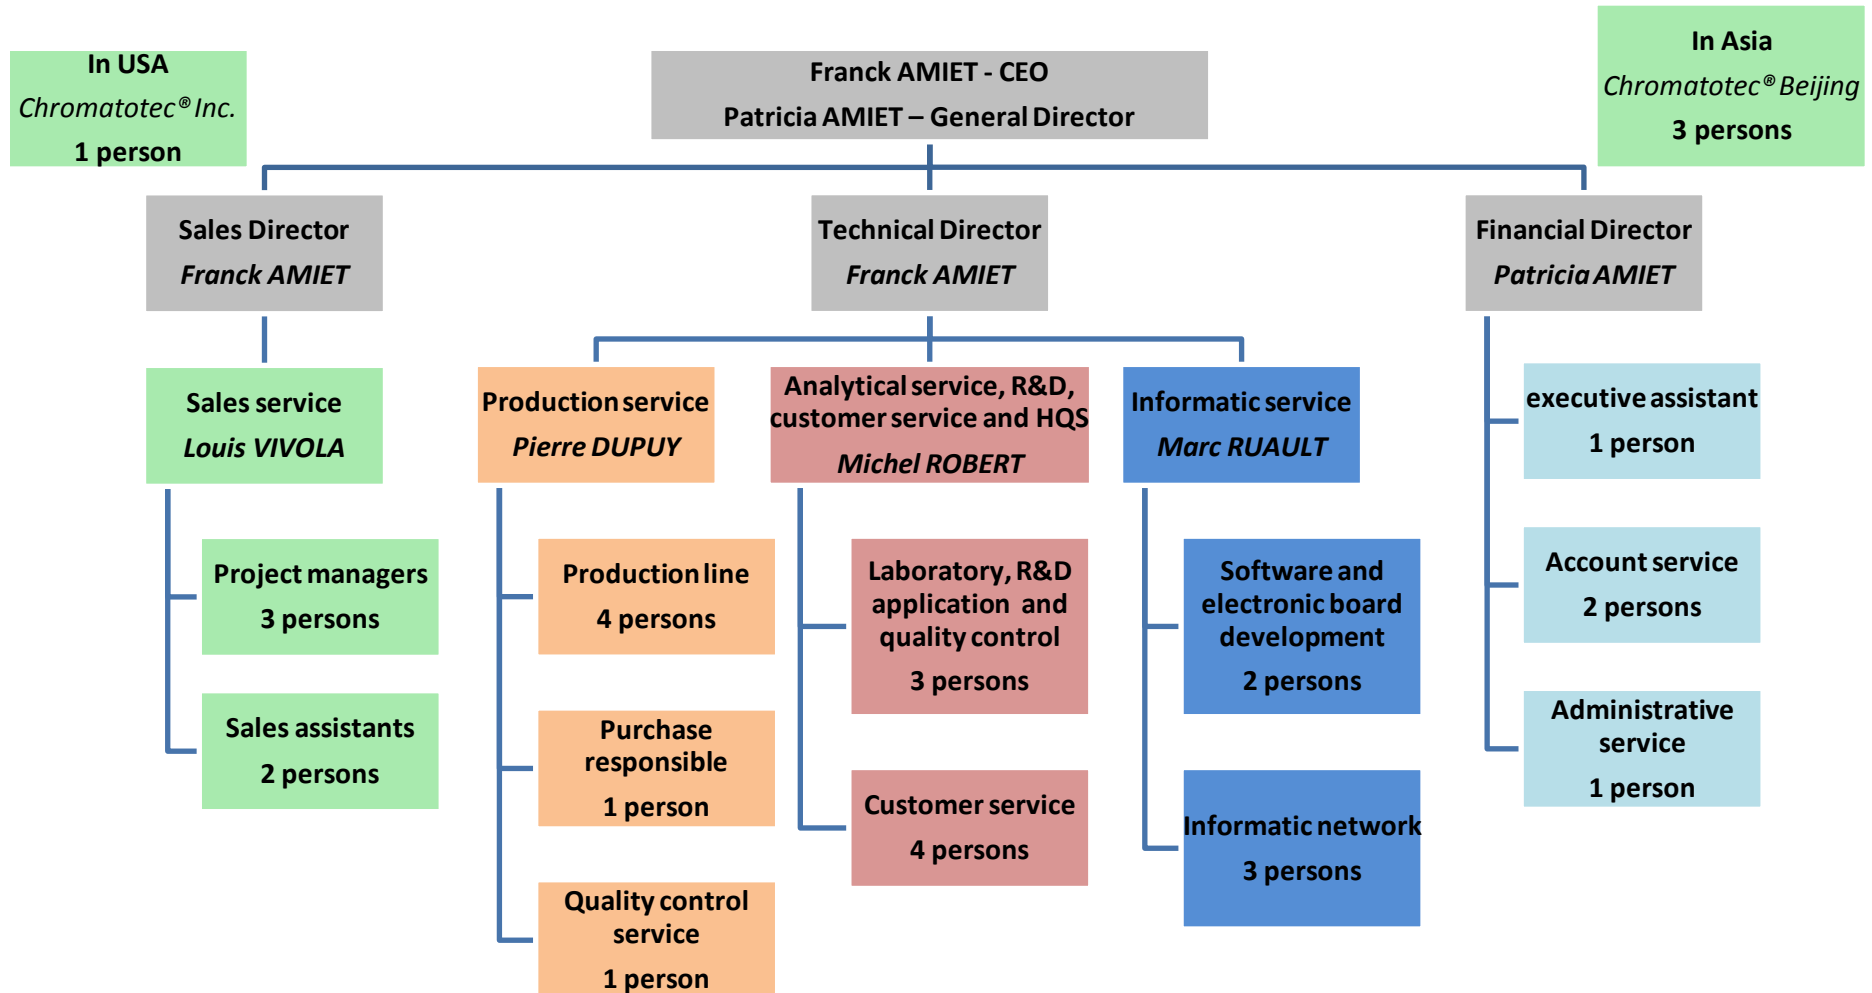 In USA
Chromatotec® Inc.
1 person
Franck AMIET - CEO
Patricia AMIET – General Director
In Asia
Chromatotec® Beijing
3 persons
Sales Director
Franck AMIET
Technical Director
Franck AMIET
Financial Director
Patricia AMIET
Sales service
Louis VIVOLA
Production service
Pierre DUPUY
Analytical service, R&D,
customer service and HQS
Michel ROBERT
Informatic service
Marc RUAULT
executive assistant
1 person
Project managers
3 persons
Production line
4 persons
Laboratory, R&D
application and
quality control
3 persons
Software and
electronic board
development
2 persons
Account service
2 persons
Sales assistants
2 persons
Purchase
responsible
1 person
Customer service
4 persons
Informatic network
3 persons
Administrative
service
1 person
Quality control
service
1 person